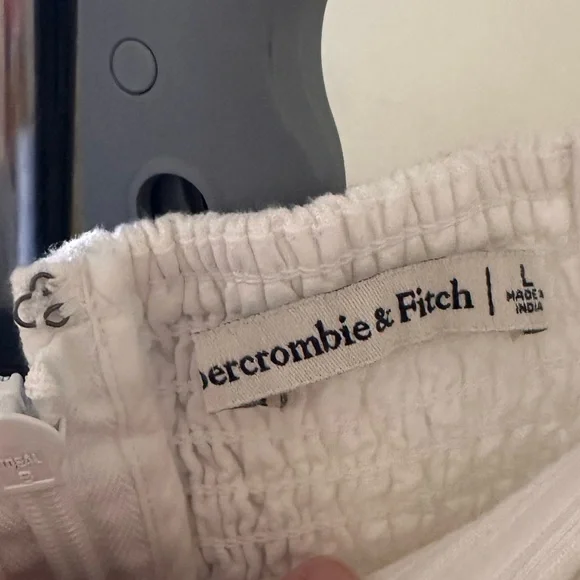 bercrombie & Fitch | L
MADE IN
INDIA